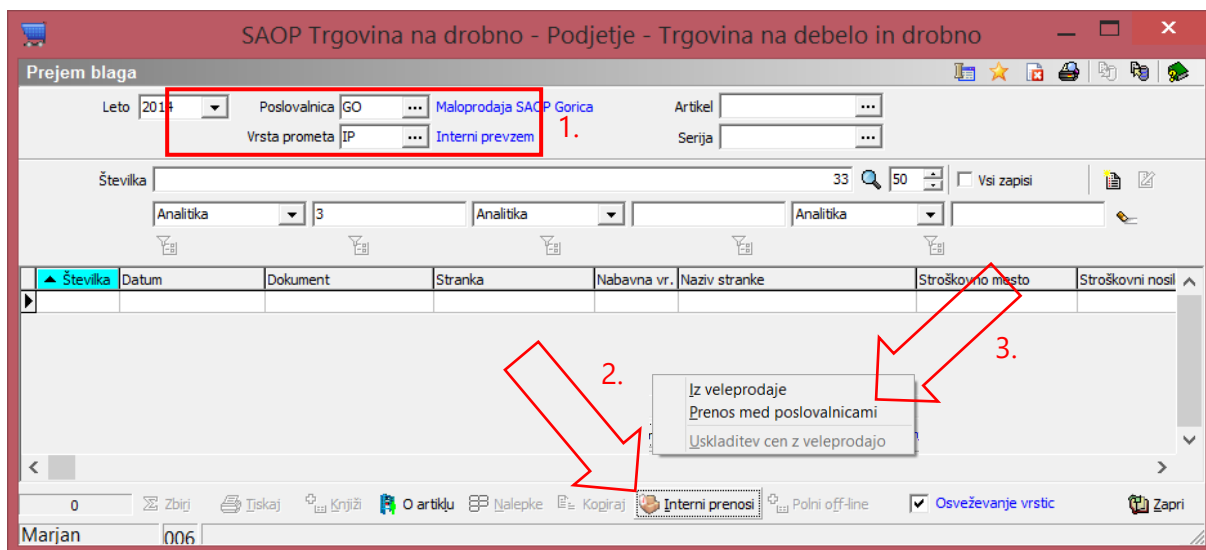 SAOP Trgovina na drobno - Podjetje - Trgovina na debelo in drobno
Prejem blaga
Leto 2014 Poslovalnica GO ... Maloprodaja SAOP Gorica Artikel ...
Vrsta prometa IP ... Interni prevzem 1. Serija ...
Številka 33 50 Vsi zapisi
Analitika 3 Analitika Analitika
Številka Datum Dokument Stranka Nabavna vr. Naziv stranke Stroškovno mesto Stroškovni nosil
2. 3.
Iz veleprodaje
Prenos med poslovalnicami
Uskladitev cen z veleprodajo
0 Zbirj Tiskaj Knjiži O artiklu Nalepke Kopiraj Interni prenosi Polni off-line Osveževanje vrstic Zapri
Marjan 006